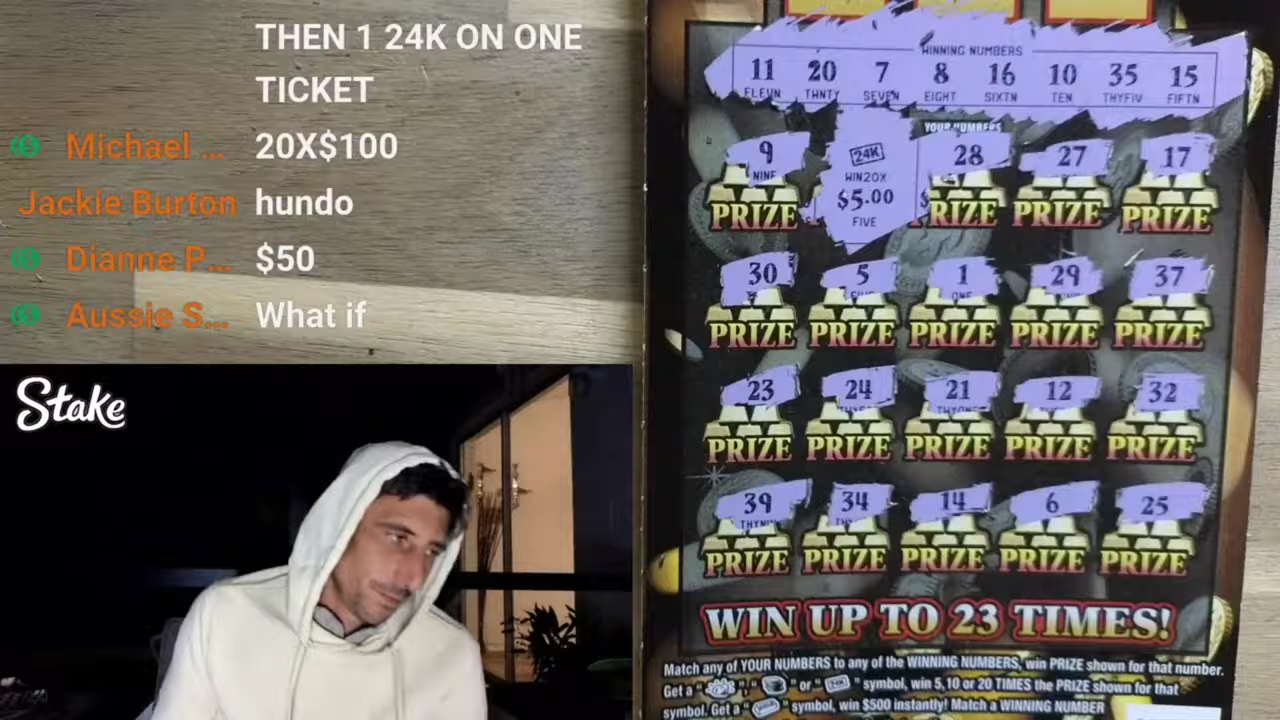 THEN 1 24K ON ONE
TICKET
Michael ... 20X$100
Jackie Burton hundo
Dianne P... $50
Aussie S... What if
Stake
WINNING NUMBERS
11 20 7 8 16 10 35 15
ELEVN TWNTY SEVEN EIGHT SIXTN TEN THYFIV FIFTN
YOUR NUMBERS
9 24K 28 27 17
NINE WIN20X
$5.00
FIVE
PRIZE PRIZE PRIZE PRIZE
30 5 1 29 37
ONE
PRIZE PRIZE PRIZE PRIZE PRIZE
23 24 21 12 32
PRIZE PRIZE PRIZE PRIZE PRIZE
39 34 14 6 25
PRIZE PRIZE PRIZE PRIZE PRIZE
WIN UP TO 23 TIMES!
Match any of YOUR NUMBERS to any of the WINNING NUMBERS, win PRIZE shown for that number.
Get a " ", " " or "24K" symbol, win 5,10 or 20 TIMES the PRIZE shown for that
symbol. Get a " " symbol, win $500 instantly! Match a WINNING NUMBER